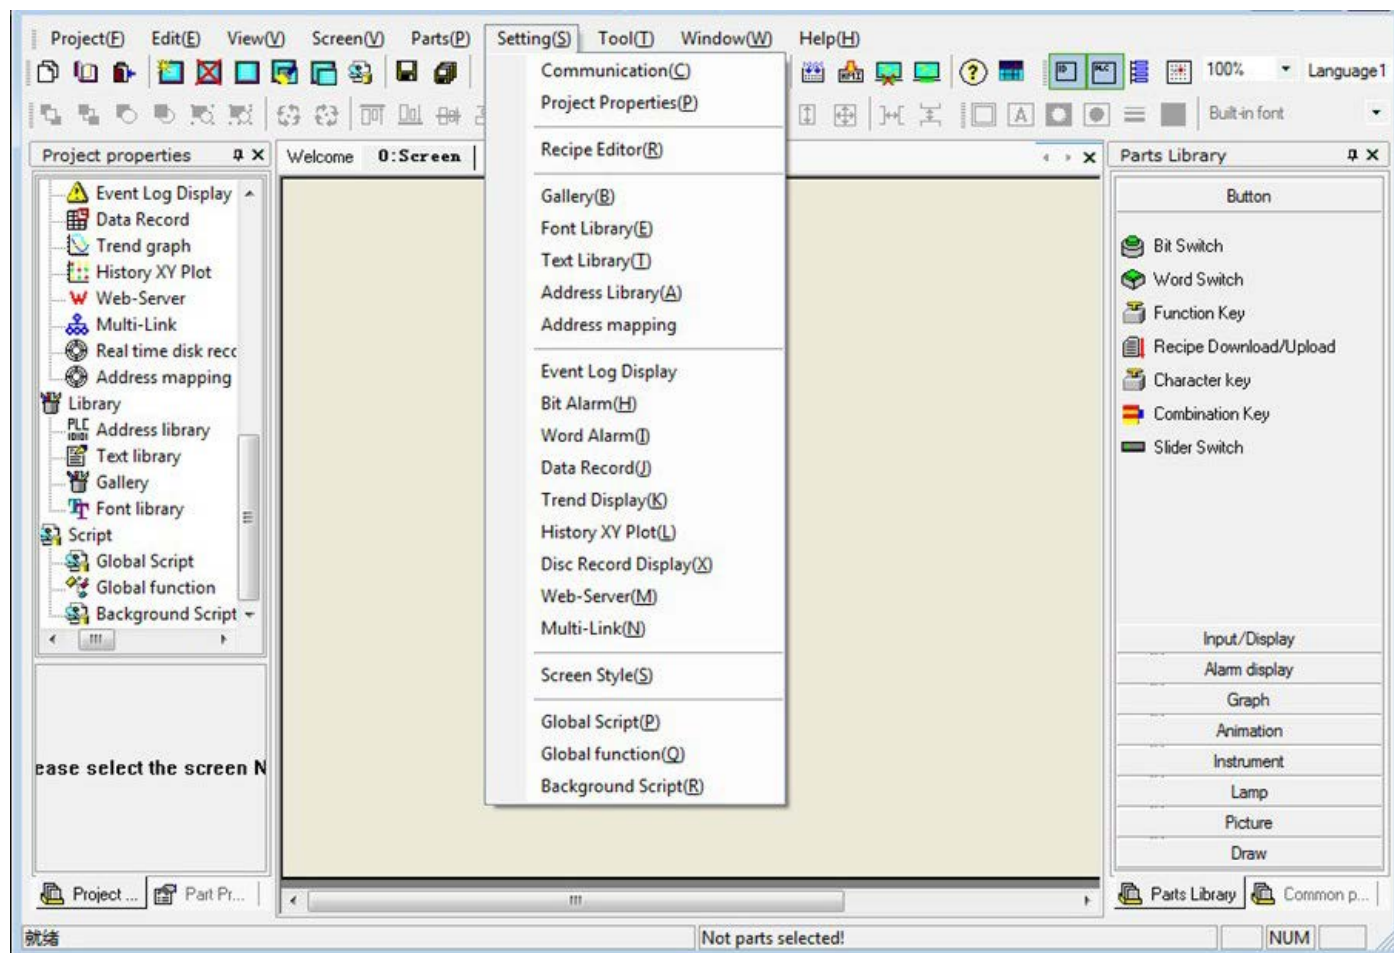 Project(F) Edit(E) View(V) Screen(V) Parts(P) Setting(S) Tool(T) Window(W) Help(H)
100% Language1
Built-in font
Project properties
Event Log Display
Data Record
Trend graph
History XY Plot
Web-Server
Multi-Link
Real time disk recc
Address mapping
Library
Address library
Text library
Gallery
Font library
Script
Global Script
Global function
Background Script
ease select the screen N
Project ... Part Pr...
Welcome 0:Screen
Communication(C)
Project Properties(P)
Recipe Editor(R)
Gallery(B)
Font Library(E)
Text Library(T)
Address Library(A)
Address mapping
Event Log Display
Bit Alarm(H)
Word Alarm(I)
Data Record(J)
Trend Display(K)
History XY Plot(L)
Disc Record Display(X)
Web-Server(M)
Multi-Link(N)
Screen Style(S)
Global Script(P)
Global function(Q)
Background Script(R)
Parts Library
Button
Bit Switch
Word Switch
Function Key
Recipe Download/Upload
Character key
Combination Key
Slider Switch
Input/Display
Alarm display
Graph
Animation
Instrument
Lamp
Picture
Draw
Parts Library Common p...
就绪 Not parts selected! NUM